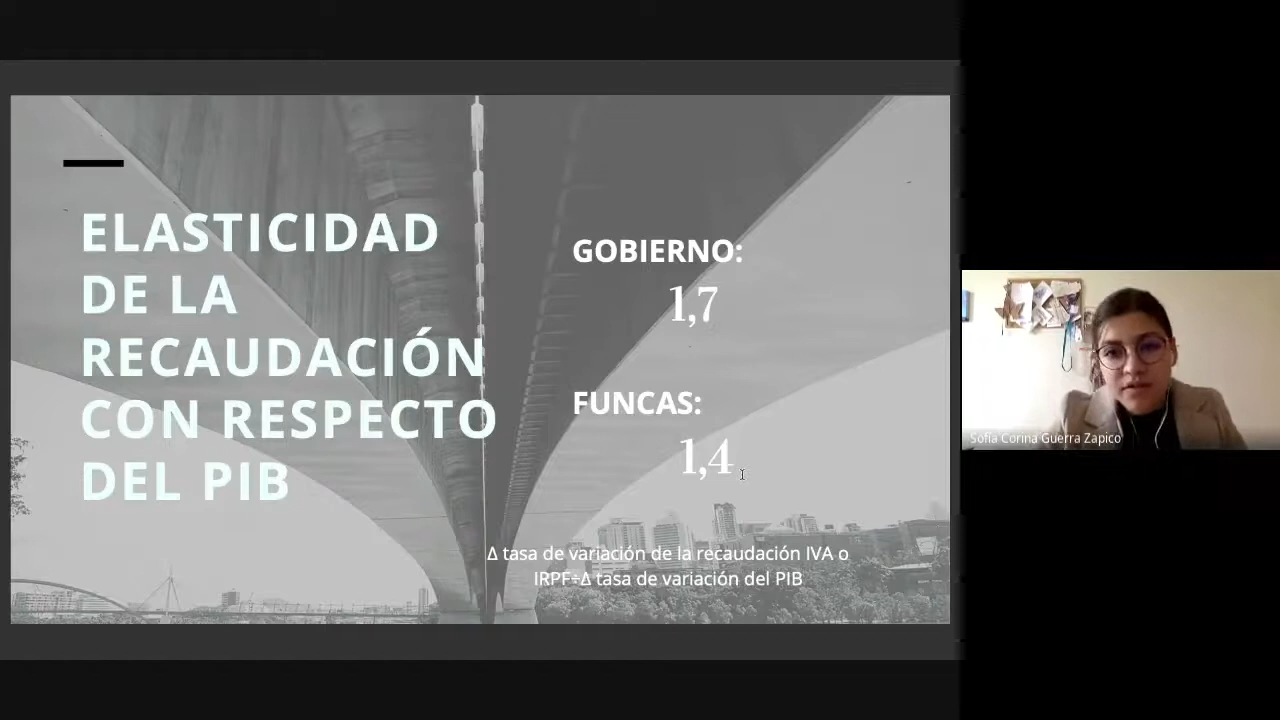 ELASTICIDAD
DE LA
RECAUDACIÓN
CON RESPECTO
DEL PIB
GOBIERNO:
1,7
FUNCAS:
1,4
Δ tasa de variación de la recaudación IVA o
IRPF÷Δ tasa de variación del PIB
Sofía Corina Guerra Zapico